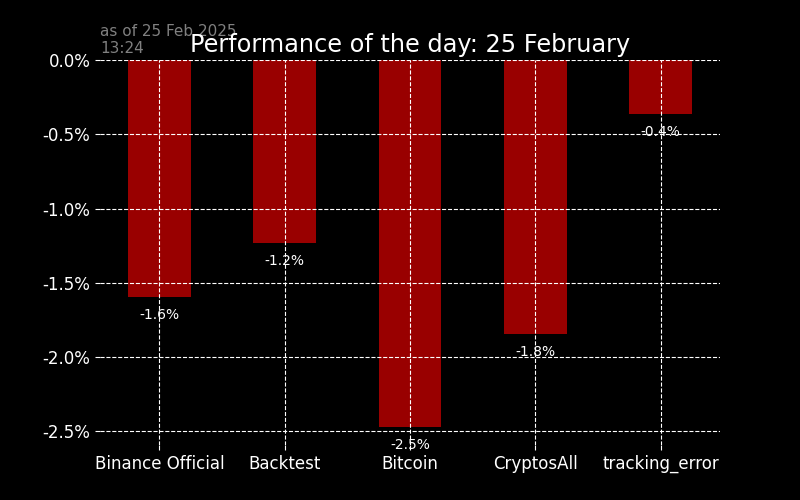 as of 25 Feb 2025
13:24
Performance of the day: 25 February
0.0%
-0.5%
-1.0%
-1.5%
-2.0%
-2.5%
-1.6%
-1.2%
-2.5%
-1.8%
-0.4%
Binance Official
Backtest
Bitcoin
CryptosAll
tracking_error